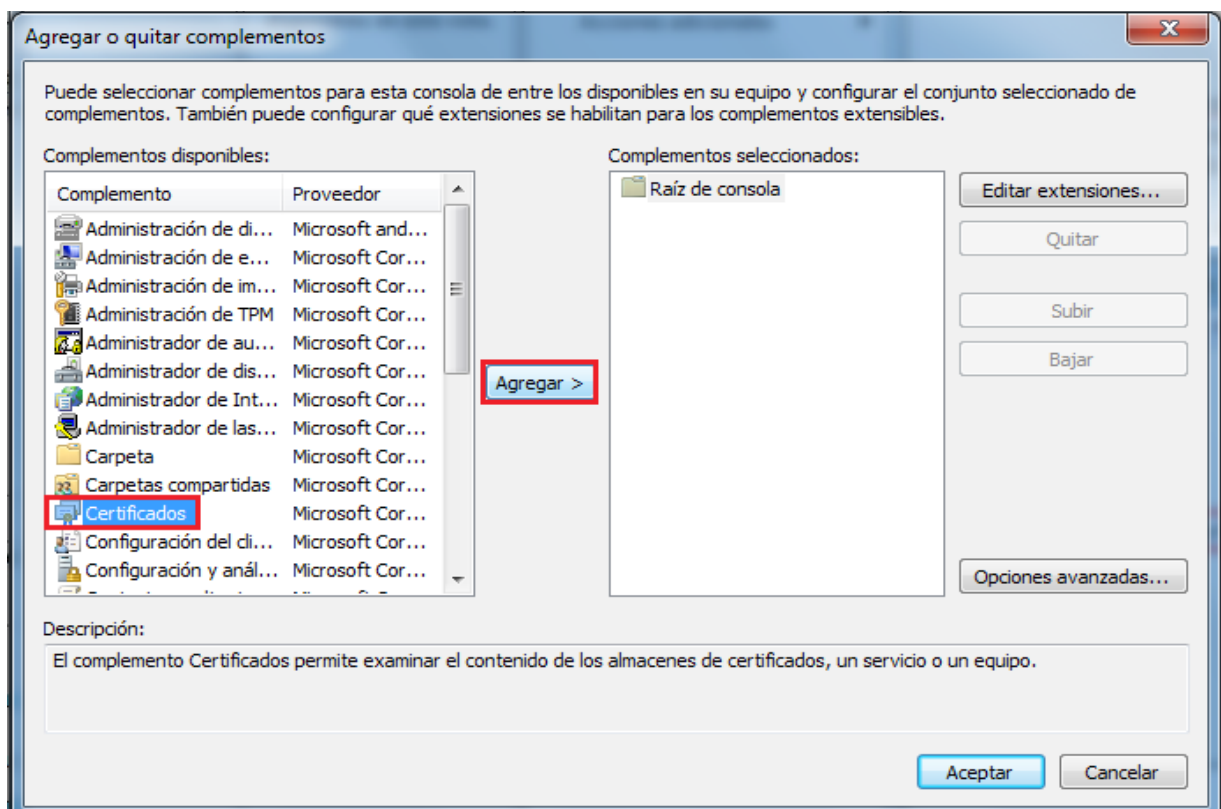 Agregar o quitar complementos
Puede seleccionar complementos para esta consola de entre los disponibles en su equipo y configurar el conjunto seleccionado de
complementos. También puede configurar qué extensiones se habilitan para los complementos extensibles.
Complementos disponibles:
Complemento Proveedor
Administración de di... Microsoft and...
Administración de e... Microsoft Cor...
Administración de im... Microsoft Cor...
Administración de TPM Microsoft Cor...
Administrador de au... Microsoft Cor...
Administrador de dis... Microsoft Cor...
Administrador de Int... Microsoft Cor...
Administrador de las... Microsoft Cor...
Carpeta Microsoft Cor...
Carpetas compartidas Microsoft Cor...
Certificados Microsoft Cor...
Configuración del di... Microsoft Cor...
Configuración y anál... Microsoft Cor...
Agregar >
Complementos seleccionados:
Raíz de consola
Editar extensiones...
Quitar
Subir
Bajar
Opciones avanzadas...
Descripción:
El complemento Certificados permite examinar el contenido de los almacenes de certificados, un servicio o un equipo.
Aceptar
Cancelar